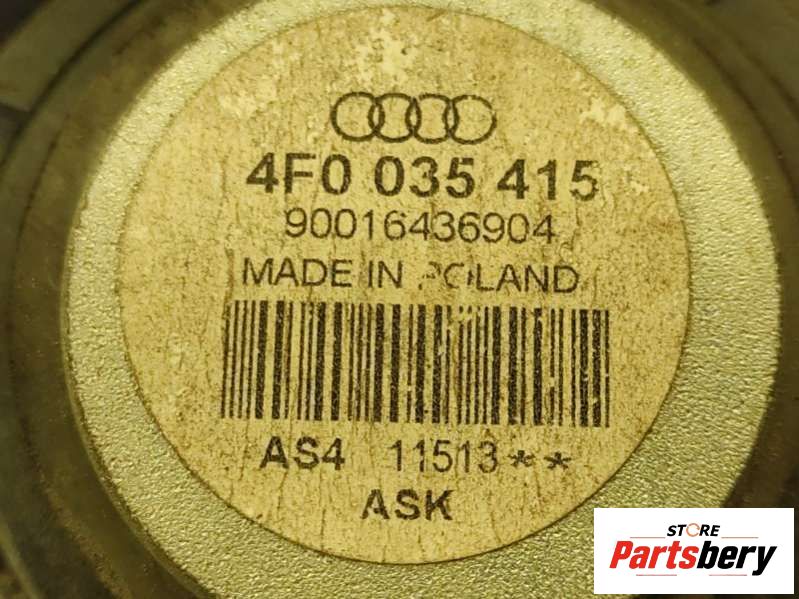 4F0 035 415
90016436904
MADE IN POLAND
AS4 11513**
ASK
STORE
Partsbery